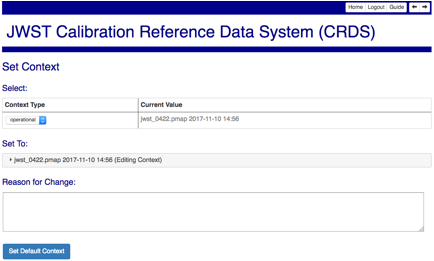 Home Logout Guide
JWST Calibration Reference Data System (CRDS)
Set Context
Select:
Context Type Current Value
operational jwst_0422.pmap 2017-11-10 14:56
Set To:
jwst_0422.pmap 2017-11-10 14:56 (Editing Context)
Reason for Change:
Set Default Context